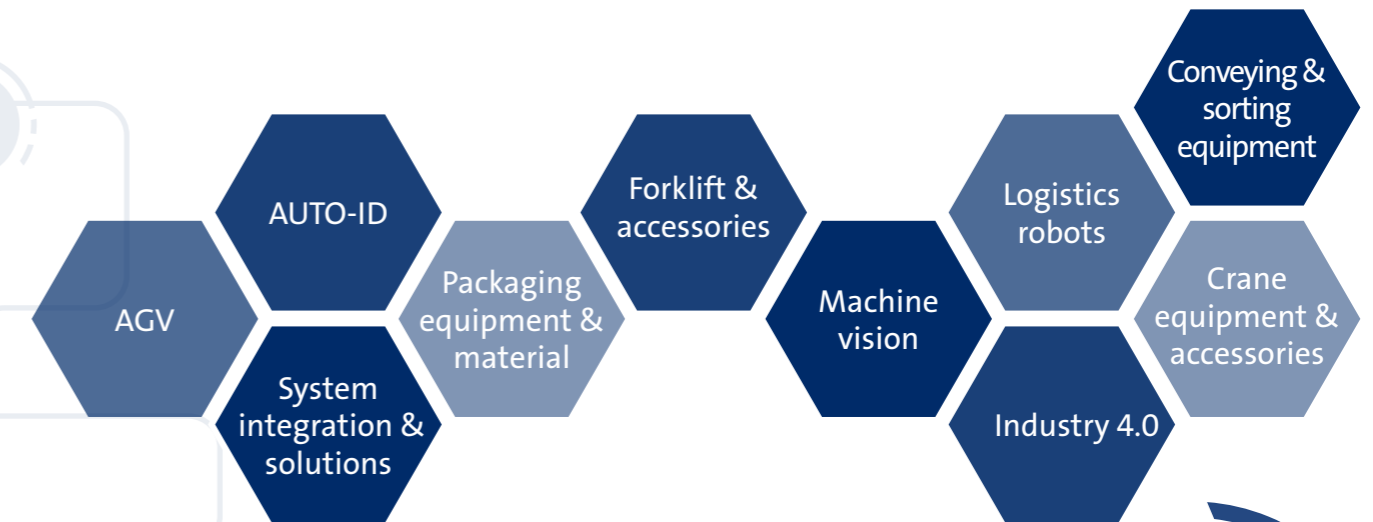 AGV
AUTO-ID
System
integration &
solutions
Packaging
equipment &
material
Forklift &
accessories
Machine
vision
Logistics
robots
Industry 4.0
Conveying &
sorting
equipment
Crane
equipment &
accessories